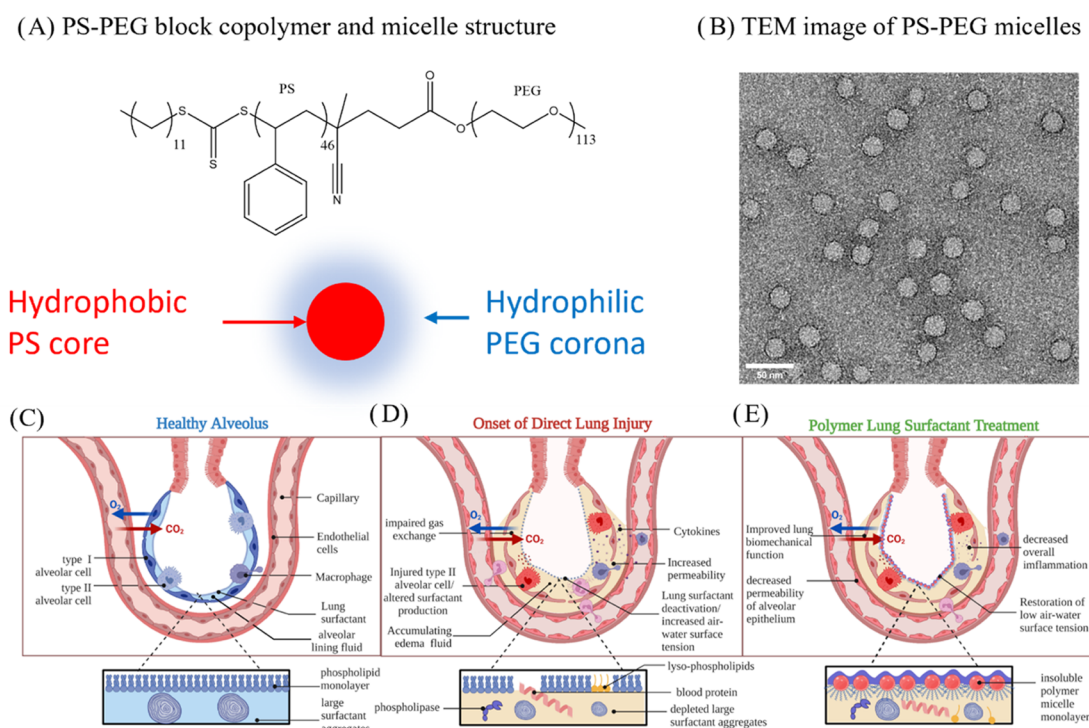 (A) PS-PEG block copolymer and micelle structure
(B) TEM image of PS-PEG micelles
PS
O
PEG
S
S
O
O
11
S
46
113
N
Hydrophobic
PS core
Hydrophilic
PEG corona
50 nm
(C)
Healthy Alveolus
O₂
CO₂
Capillary
Endothelial
cells
type I
alveolar cell
type II
alveolar cell
Macrophage
Lung
surfactant
alveolar
lining fluid
phospholipid
monolayer
large
surfactant
aggregates
(D)
Onset of Direct Lung Injury
O₂
CO₂
impaired gas
exchange
Cytokines
Injured type II
alveolar cell/
altered surfactant
production
Increased
permeability
Accumulating
edema fluid
Lung surfactant
deactivation/
increased air-
water surface
tension
lyso-phospholipids
blood protein
phospholipase
depleted large
surfactant aggregates
(E)
Polymer Lung Surfactant Treatment
O₂
CO₂
Improved lung
biomechanical
function
decreased
overall
inflammation
decreased
permeability
of alveolar
epithelium
Restoration of
low air-water
surface tension
insoluble
polymer
micelle
monolayer